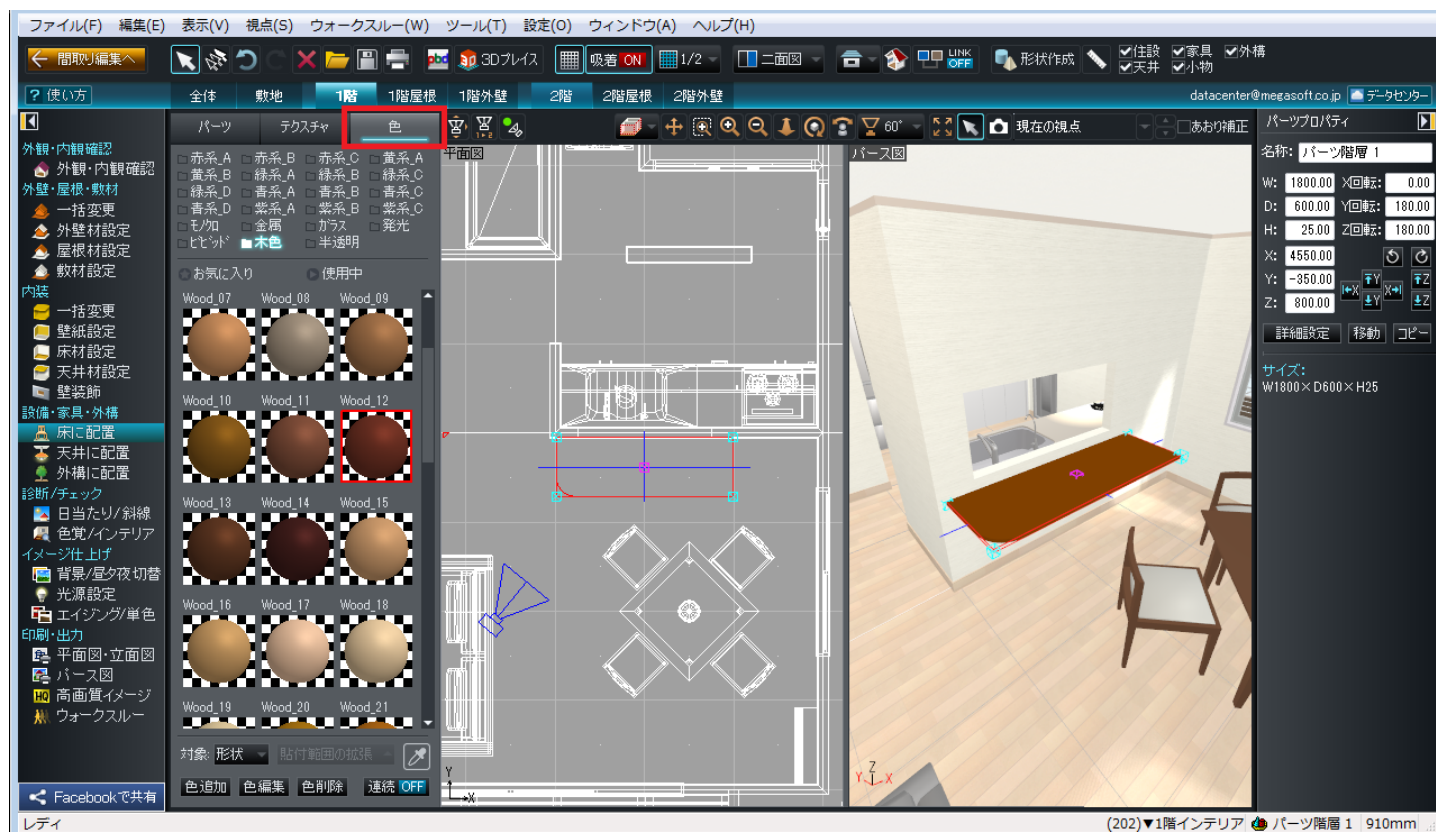 ファイル(F) 編集(E) 表示(V) 視点(S) ウォークスルー(W) ツール(T) 設定(O) ウィンドウ(A) ヘルプ(H)
間取り編集へ pbd 3Dプレイス 吸着 ON 1/2 二面図 LINK OFF 形状作成 住設 家具 外構
天井 小物
? 使い方 全体 敷地 1階 1階屋根 1階外壁 2階 2階屋根 2階外壁 datacenter@megasoft.co.jp データセンター
パーツ テクスチャ 色 60° 現在の視点 あおり補正 パーツプロパティ
外観・内観確認
外観・内観確認
外壁・屋根・敷材
一括変更
外壁材設定
屋根材設定
敷材設定
内装
一括変更
壁紙設定
床材設定
天井材設定
壁装飾
設備・家具・外構
床に配置
天井に配置
外構に配置
診断/チェック
日当たり/斜線
色覚/インテリア
イメージ仕上げ
背景/昼夕夜切替
光源設定
エイジング/単色
印刷・出力
平面図・立面図
パース図
HQ 高画質イメージ
ウォークスルー
Facebookで共有
赤系_A 赤系_B 赤系_C 黄系_A
黄系_B 緑系_A 緑系_B 緑系_C
緑系_D 青系_A 青系_B 青系_C
青系_D 紫系_A 紫系_B 紫系_C
モノクロ 金属 ガラス 発光
ビビッド 木色 半透明
お気に入り 使用中
Wood_07 Wood_08 Wood_09
Wood_10 Wood_11 Wood_12
Wood_13 Wood_14 Wood_15
Wood_16 Wood_17 Wood_18
Wood_19 Wood_20 Wood_21
対象: 形状 貼付範囲の拡張
色追加 色編集 色削除 連続 OFF
平面図
Y
X
パース図
Z
Y X
名称: パーツ階層 1
W: 1800.00 X回転: 0.00
D: 600.00 Y回転: 180.00
H: 25.00 Z回転: 180.00
X: 4550.00
Y: -350.00 X Y X Z
Z: 800.00 Y Z
詳細設定 移動 コピー
サイズ:
W1800×D600×H25
レディ (202)▼1階インテリア パーツ階層 1 910mm